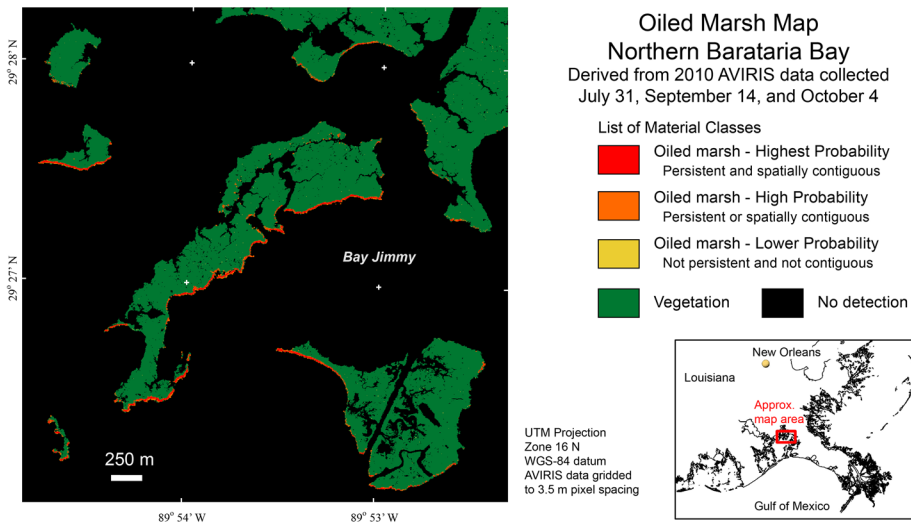 Oiled Marsh Map
Northern Barataria Bay
Derived from 2010 AVIRIS data collected
July 31, September 14, and October 4
List of Material Classes
Oiled marsh - Highest Probability
Persistent and spatially contiguous
Oiled marsh - High Probability
Persistent or spatially contiguous
Oiled marsh - Lower Probability
Not persistent and not contiguous
Vegetation
No detection
29° 28' N
29° 27' N
Bay Jimmy
250 m
89° 54' W
89° 53' W
UTM Projection
Zone 16 N
WGS-84 datum
AVIRIS data gridded
to 3.5 m pixel spacing
New Orleans
Louisiana
Approx.
map area
Gulf of Mexico